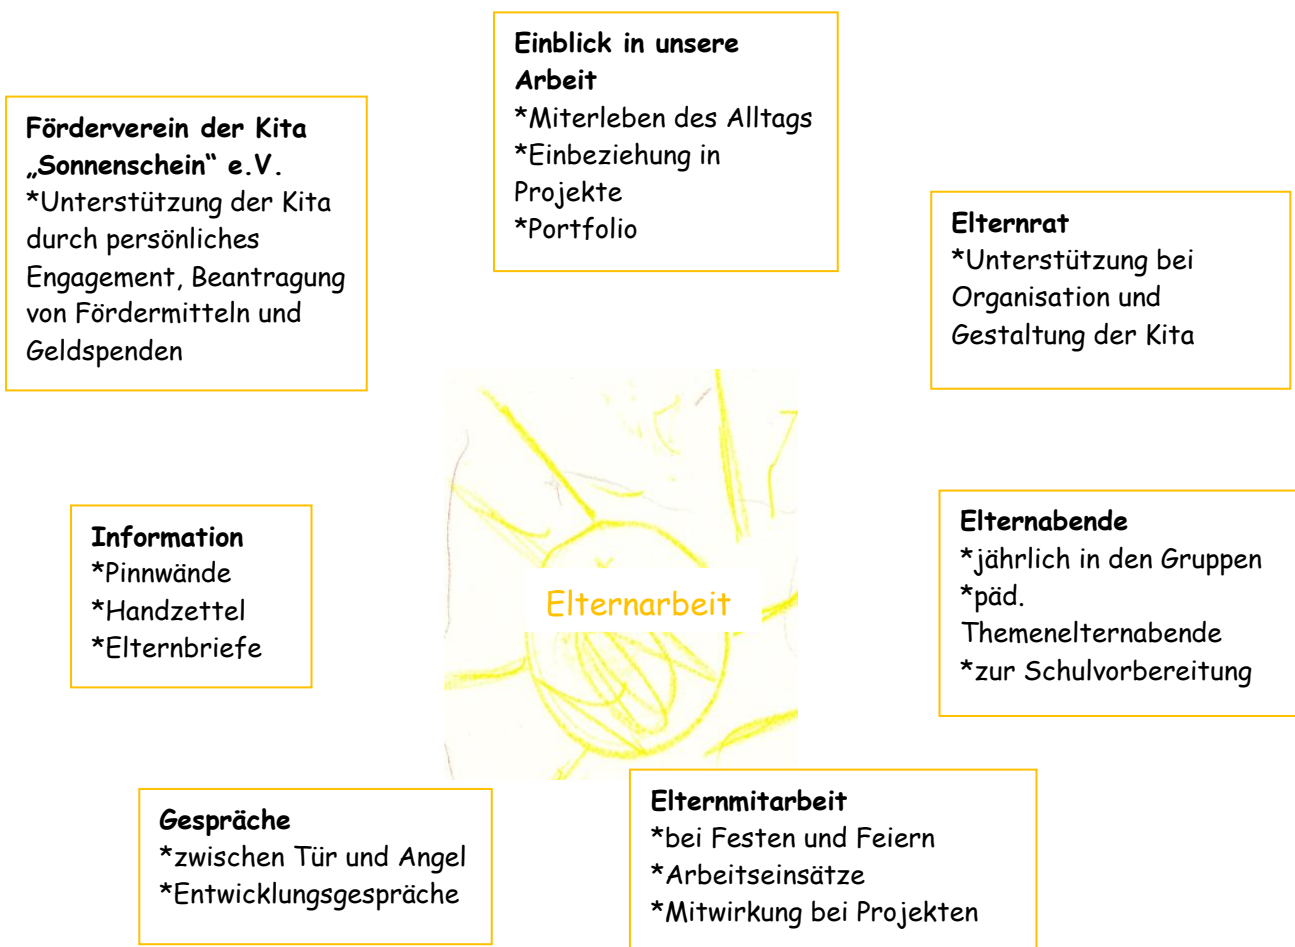 Einblick in unsere
Arbeit
*Miterleben des Alltags
*Einbeziehung in
Projekte
*Portfolio
Förderverein der Kita
„Sonnenschein“ e.V.
*Unterstützung der Kita
durch persönliches
Engagement, Beantragung
von Fördermitteln und
Geldspenden
Elternrat
*Unterstützung bei
Organisation und
Gestaltung der Kita
Information
*Pinnwände
*Handzettel
*Elternbriefe
Elternarbeit
Elternabende
*jährlich in den Gruppen
*päd.
Themenelternabende
*zur Schulvorbereitung
Gespräche
*zwischen Tür und Angel
*Entwicklungsgespräche
Elternmitarbeit
*bei Festen und Feiern
*Arbeitseinsätze
*Mitwirkung bei Projekten